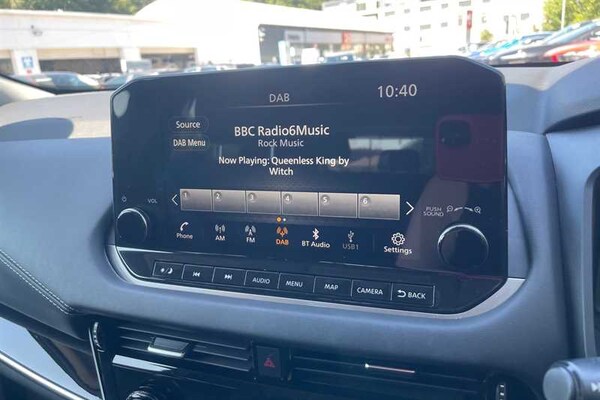 DAB
10:40
Source
BBC Radio6Music
DAB Menu
Rock Music
Now Playing: Queenless King by
Witch
1 2 3 4 5 6
VOL
PUSH
SOUND
Phone
AM
FM
DAB
BT Audio
USB1
Settings
AUDIO
MENU
MAP
CAMERA
BACK